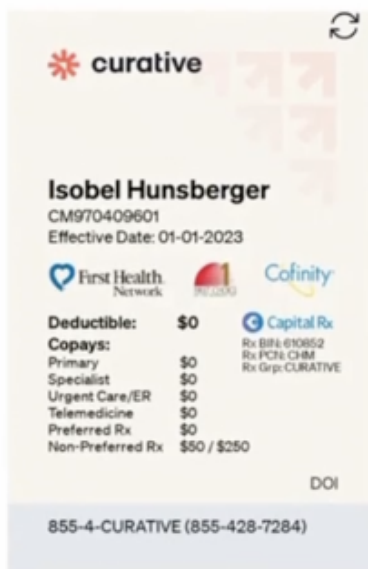 curative
Isobel Hunsberger
CM970409601
Effective Date: 01-01-2023
First Health Network
1
Cofinity
Deductible: $0
Capital Rx
Copays:
Rx BIN: 610852
Rx PCN: CHM
Rx Grp: CURATIVE
Primary $0
Specialist $0
Urgent Care/ER $0
Telemedicine $0
Preferred Rx $0
Non-Preferred Rx $50 / $250
DOI
855-4-CURATIVE (855-428-7284)